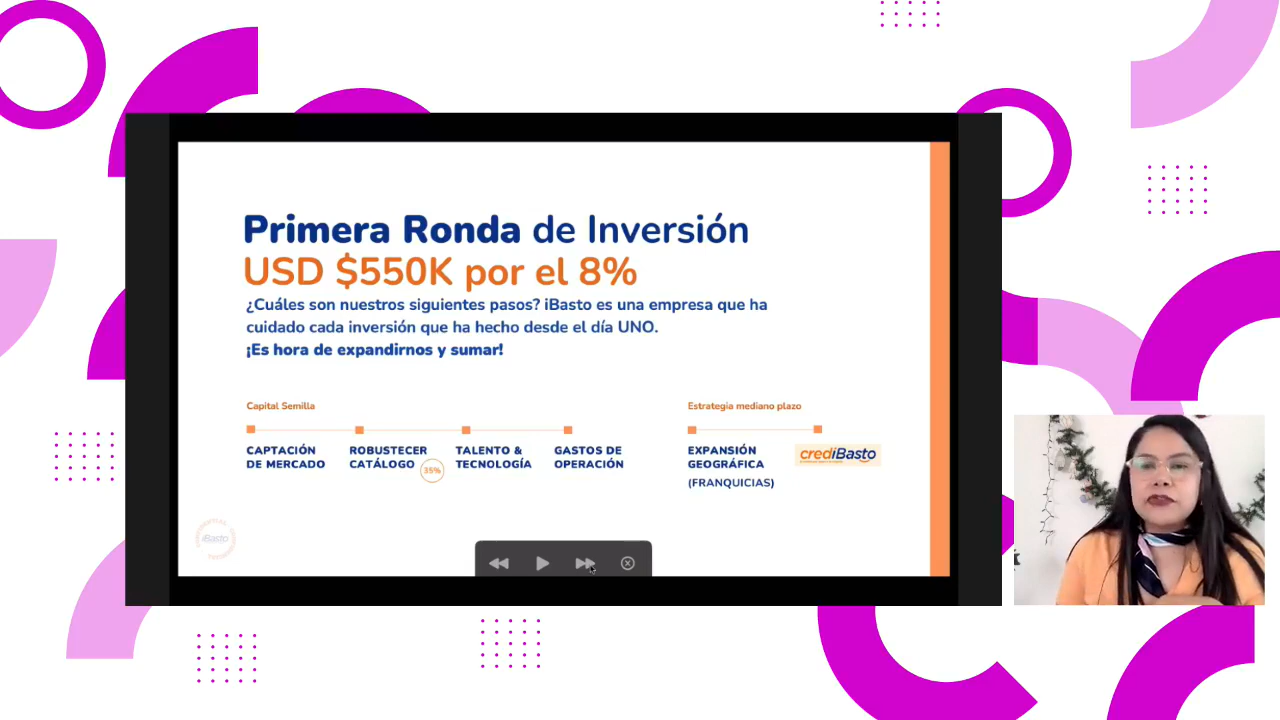 Primera Ronda de Inversión
USD $550K por el 8%
¿Cuáles son nuestros siguientes pasos? iBasto es una empresa que ha
cuidado cada inversión que ha hecho desde el día UNO.
¡Es hora de expandirnos y sumar!
Capital Semilla
CAPTACIÓN
DE MERCADO
ROBUSTECER
CATÁLOGO
35%
TALENTO &
TECNOLOGÍA
GASTOS DE
OPERACIÓN
Estrategia mediano plazo
EXPANSIÓN
GEOGRÁFICA
(FRANQUICIAS)
crediBasto
iBasto